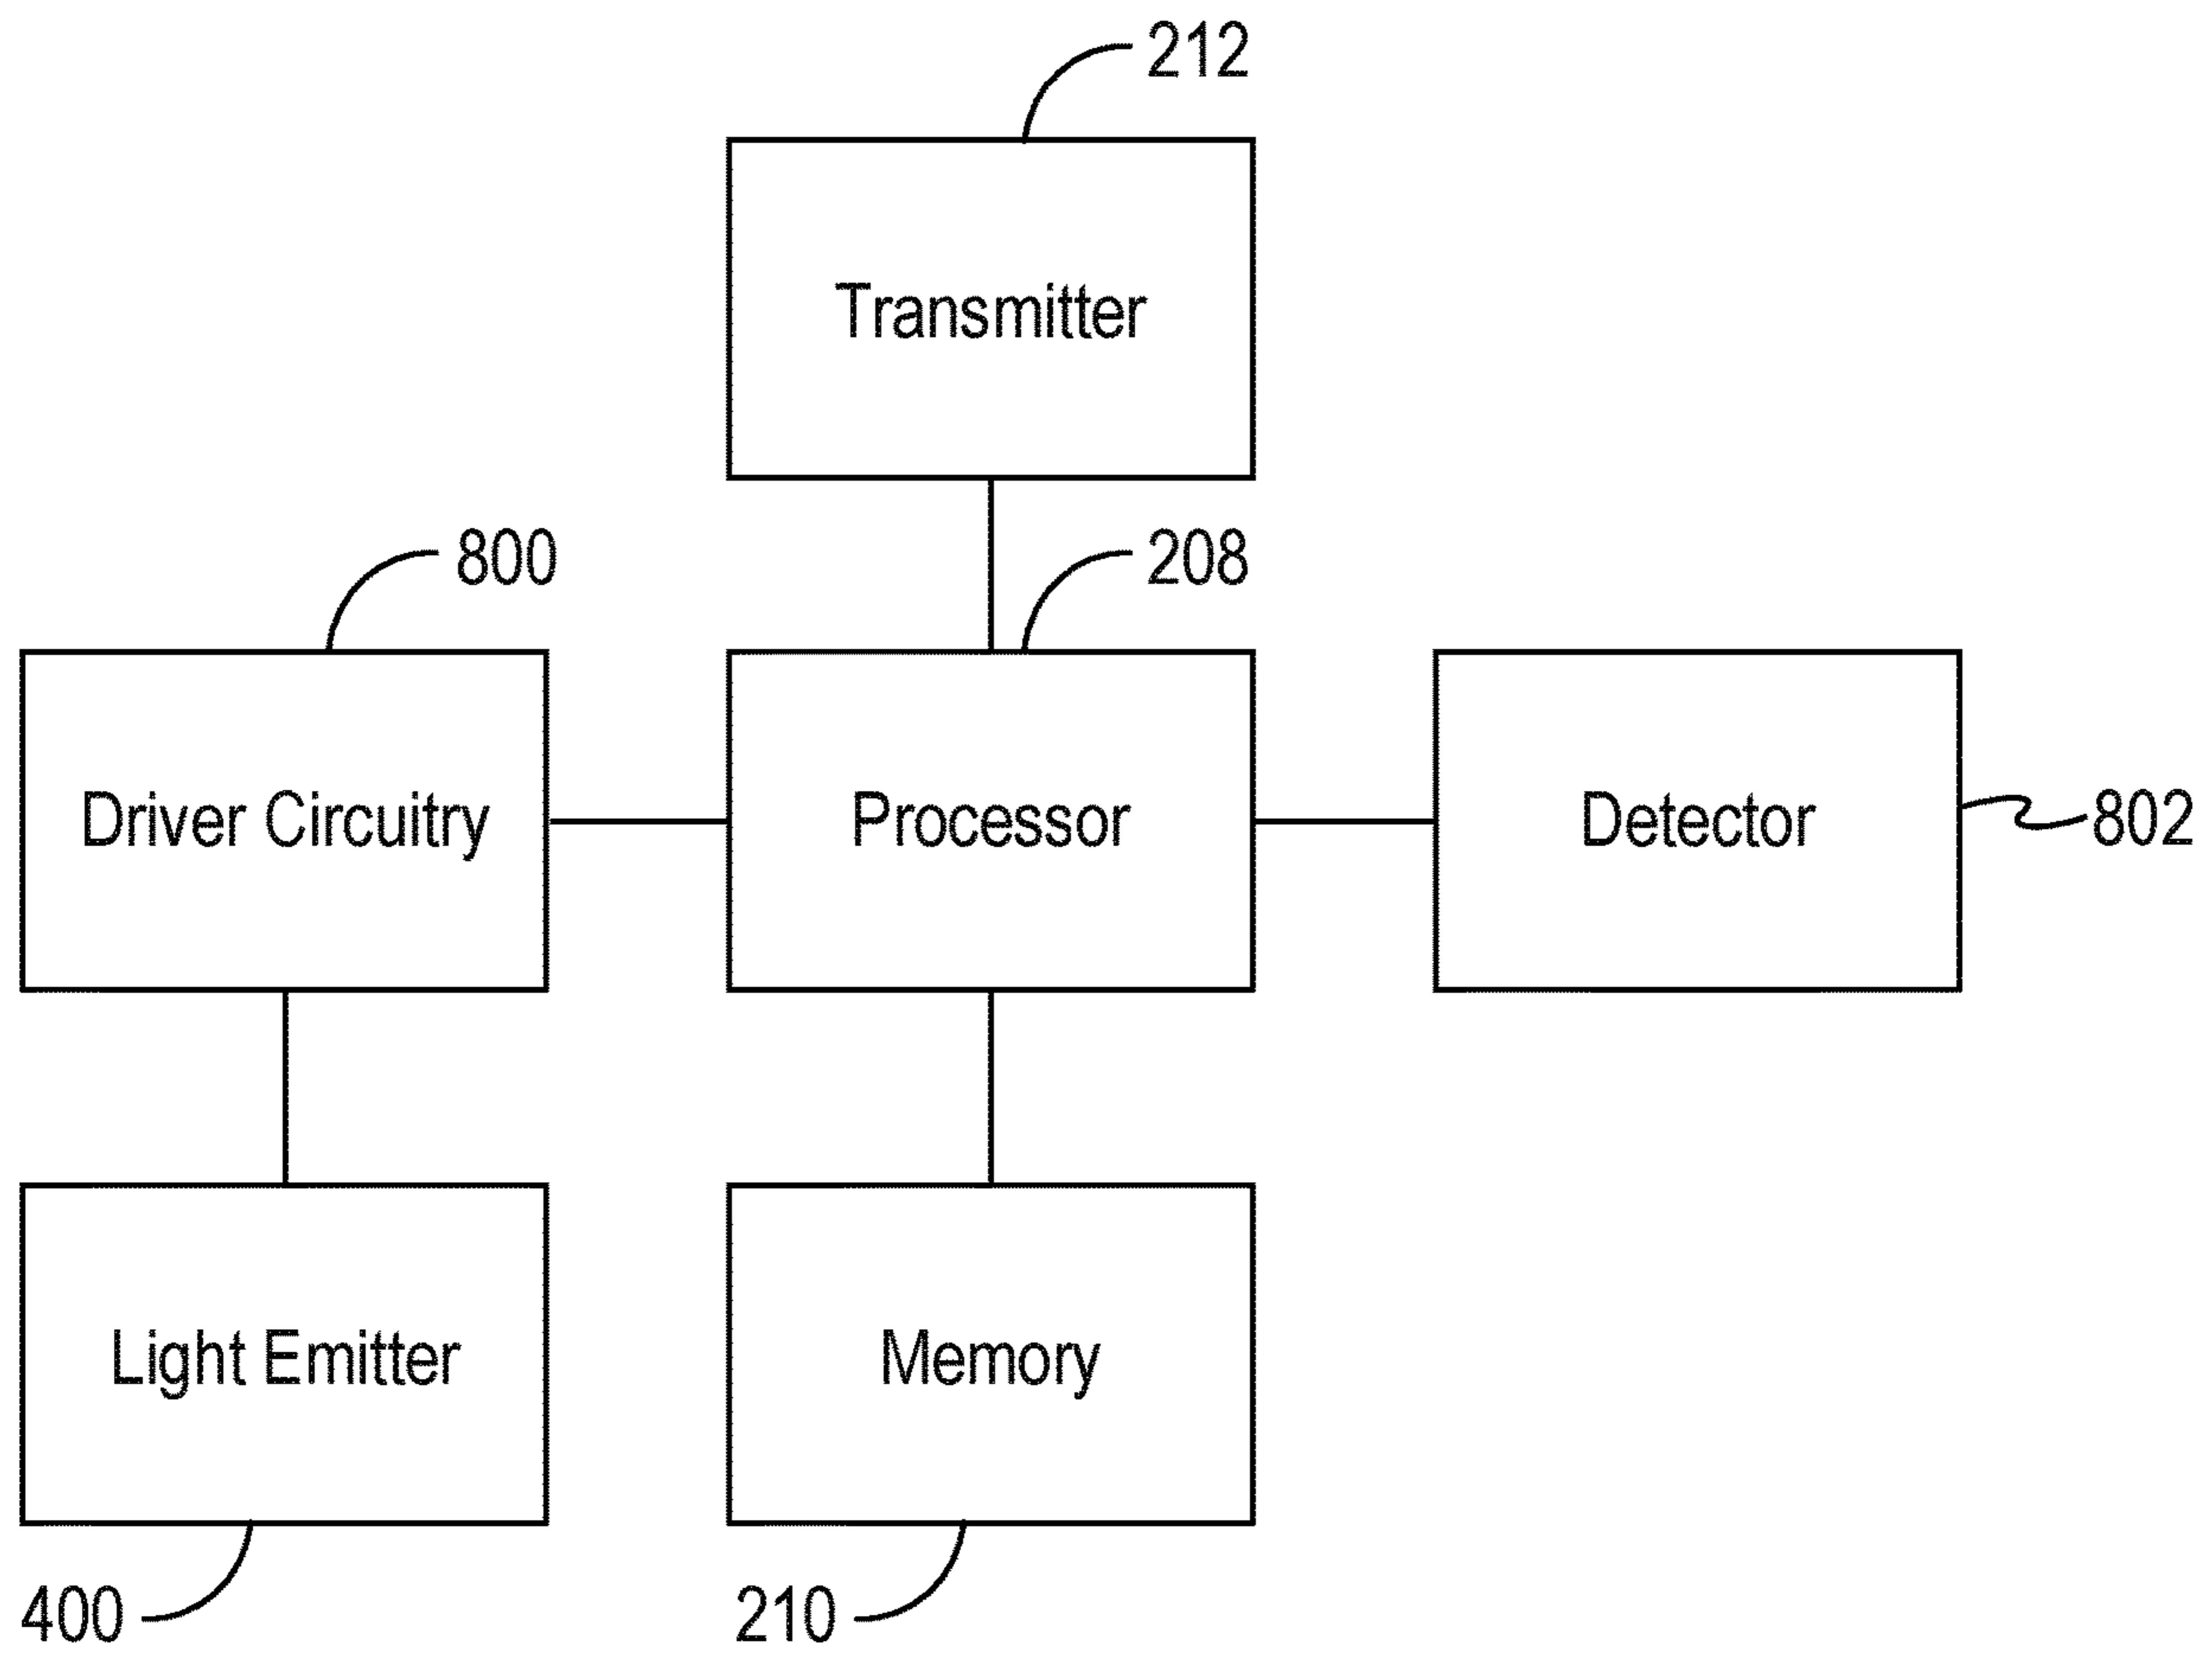 212
Transmitter
800
208
Driver Circuitry
Processor
Detector
802
Light Emitter
Memory
400
210